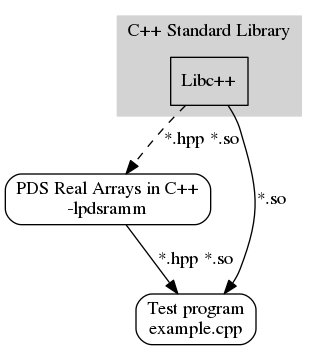 C++ Standard Library
Libc++
*.hpp *.so
PDS Real Arrays in C++
-lpdsramm
*.so
*.hpp *.so
Test program
example.cpp